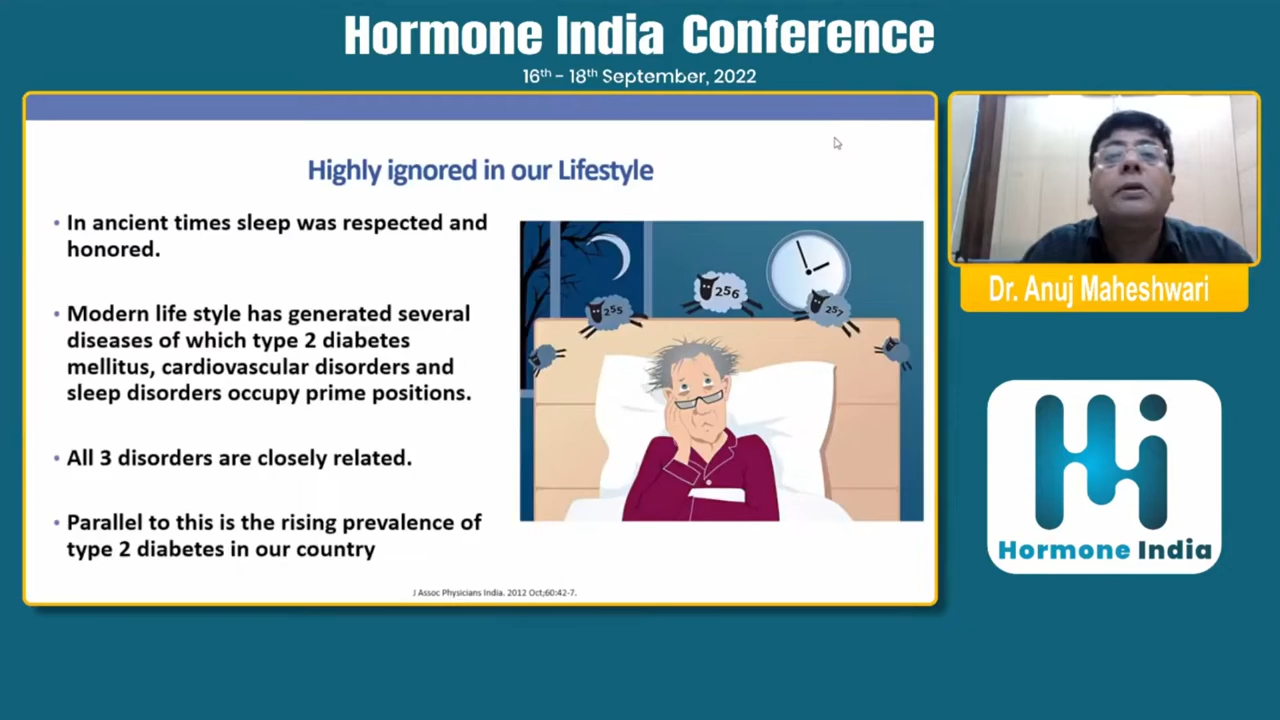 Hormone India Conference
16th - 18th September, 2022
Highly ignored in our Lifestyle
• In ancient times sleep was respected and
honored.
• Modern life style has generated several
diseases of which type 2 diabetes
mellitus, cardiovascular disorders and
sleep disorders occupy prime positions.
• All 3 disorders are closely related.
• Parallel to this is the rising prevalence of
type 2 diabetes in our country
255
256
257
J Assoc Physicians India. 2012 Oct;60:42-7.
Dr. Anuj Maheshwari
Hi
Hormone India